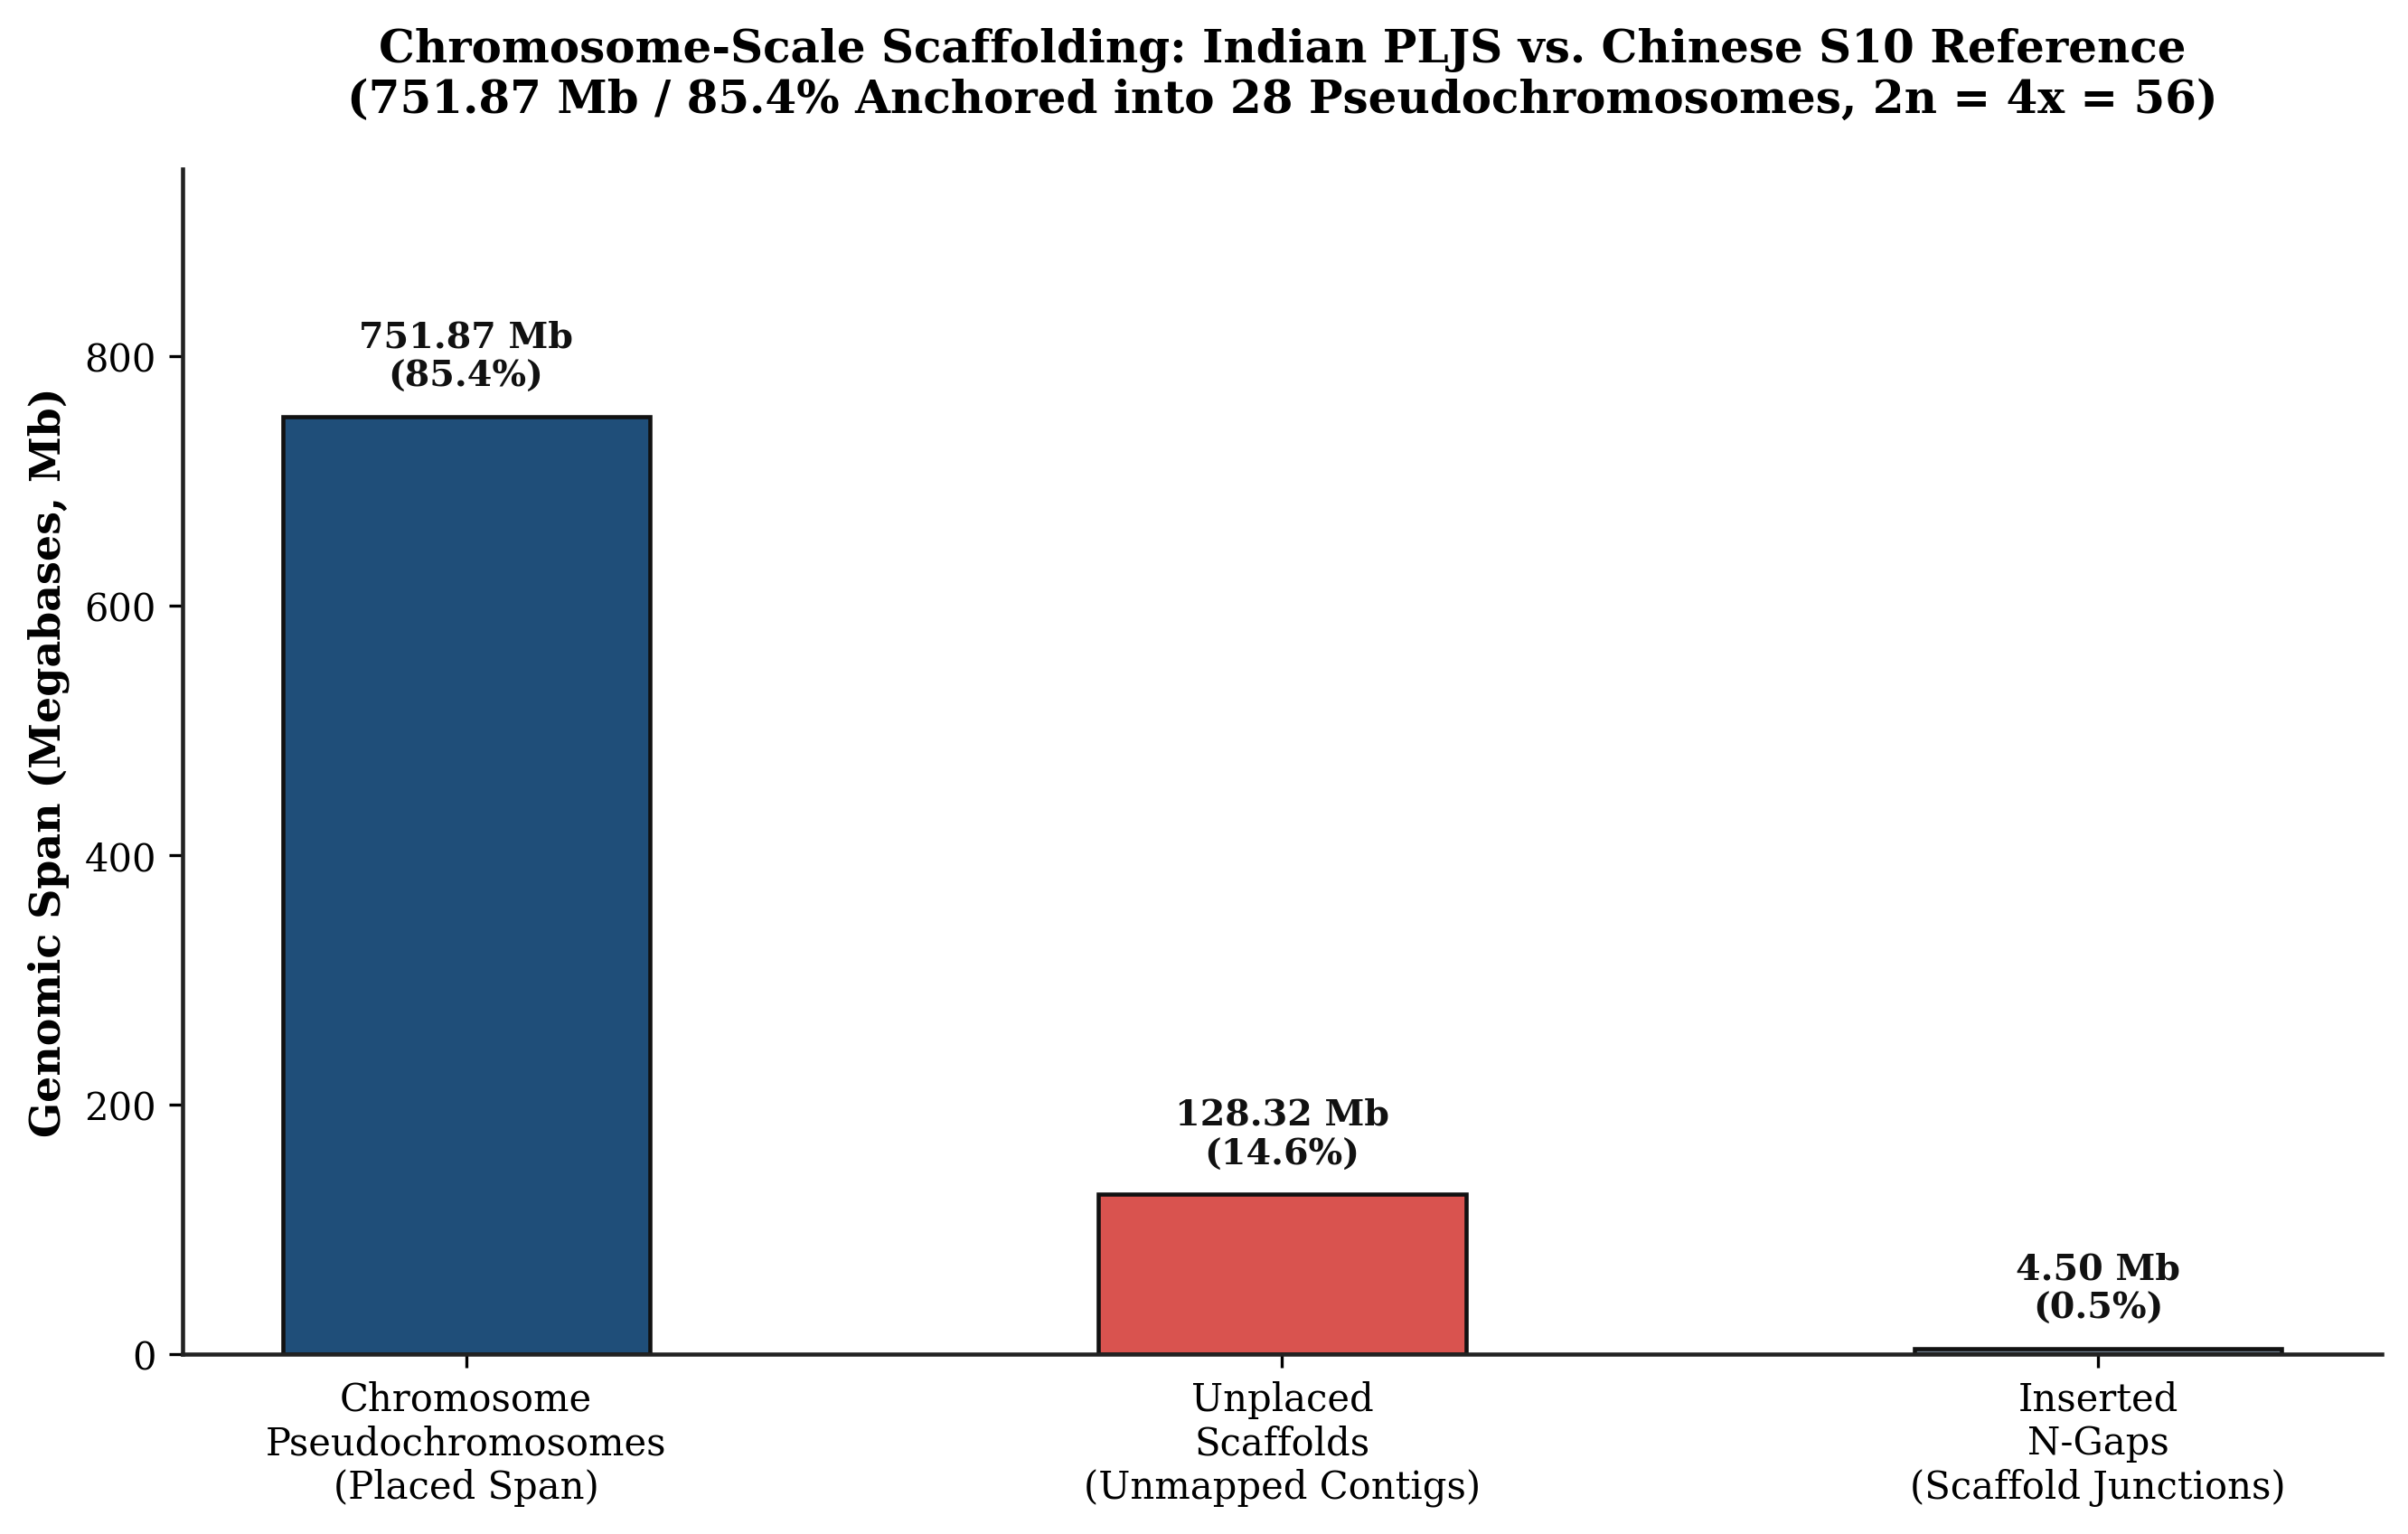 Chromosome-Scale Scaffolding: Indian PLJS vs. Chinese S10 Reference
(751.87 Mb / 85.4% Anchored into 28 Pseudochromosomes, 2n = 4x = 56)
Genomic Span (Megabases, Mb)
800
600
400
200
0
751.87 Mb
(85.4%)
128.32 Mb
(14.6%)
4.50 Mb
(0.5%)
Chromosome
Pseudochromosomes
(Placed Span)
Unplaced
Scaffolds
(Unmapped Contigs)
Inserted
N-Gaps
(Scaffold Junctions)